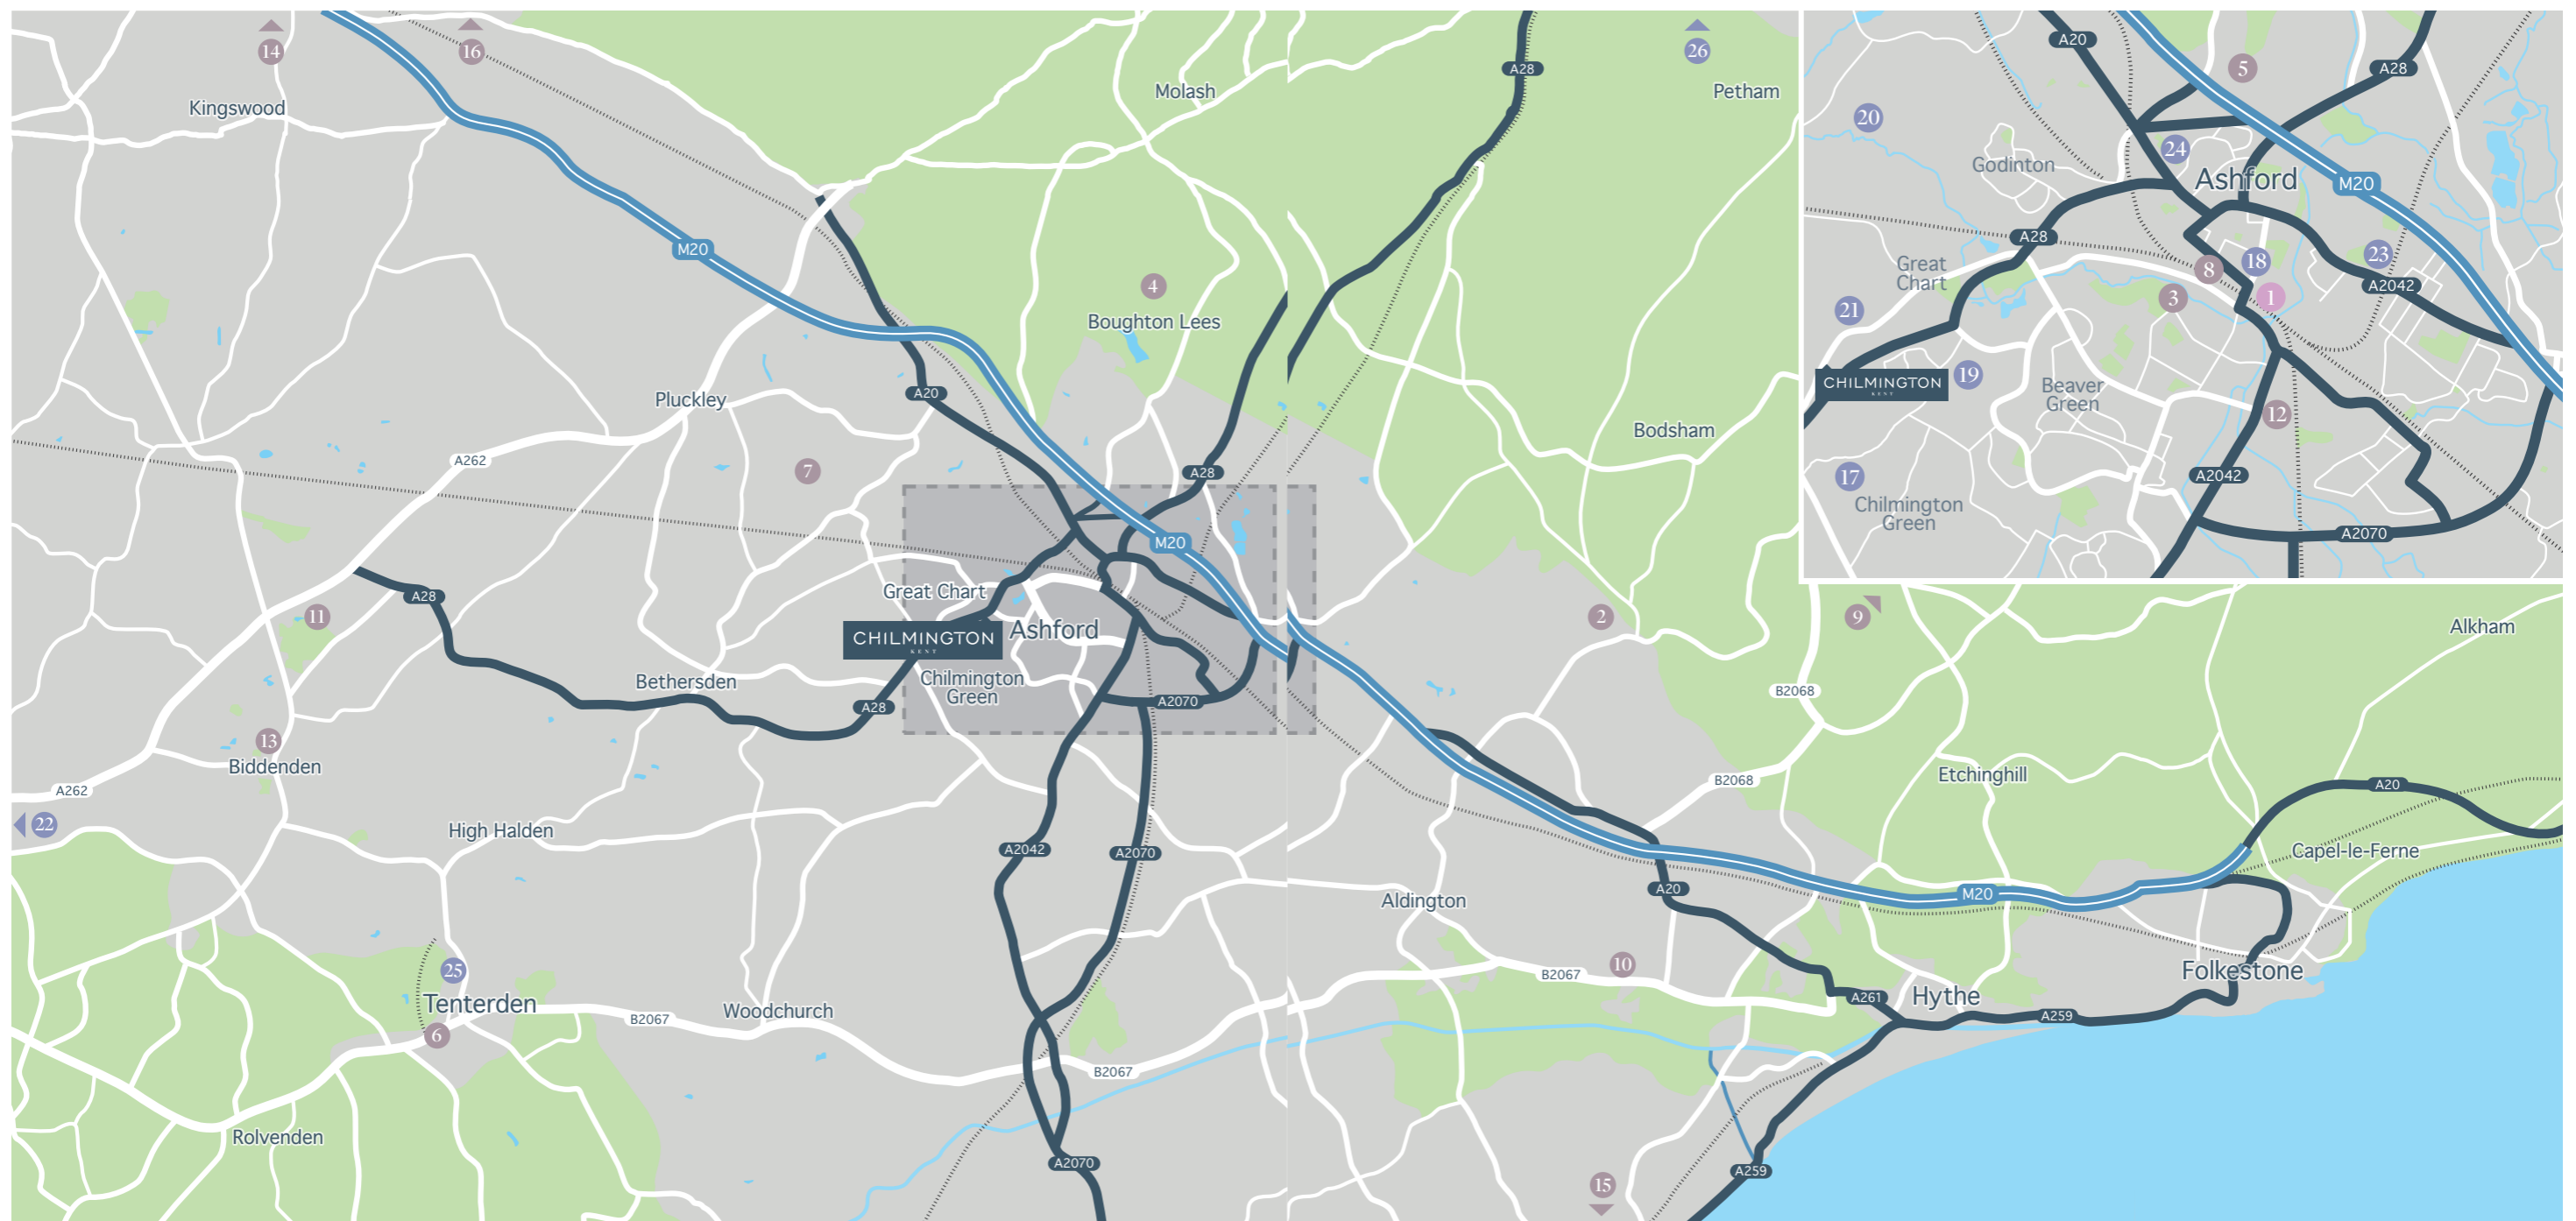 14
16
Kingswood
Molash
A28
26
Petham
M20
4
Boughton Lees
Pluckley
A20
A262
7
Bodsham
A28
M20
A28
11
Great Chart
CHILMINGTON
KENT
Ashford
Chilmington
Green
2
Bethersden
A28
A2070
13
Biddenden
A262
22
High Halden
A2042
A2070
25
Tenterden
6
B2067
Woodchurch
B2067
Rolvenden
A2070
A20
5
A28
20
24
Godinton
Ashford
M20
A28
Great
Chart
8
18
23
21
3
1
A2042
CHILMINGTON
KENT
19
Beaver
Green
12
17
A2042
Chilmington
Green
A2070
9
Alkham
B2068
B2068
Etchinghill
A20
Capel-le-Ferne
Aldington
A20
M20
10
B2067
A261
Hythe
Folkestone
A259
A259
15